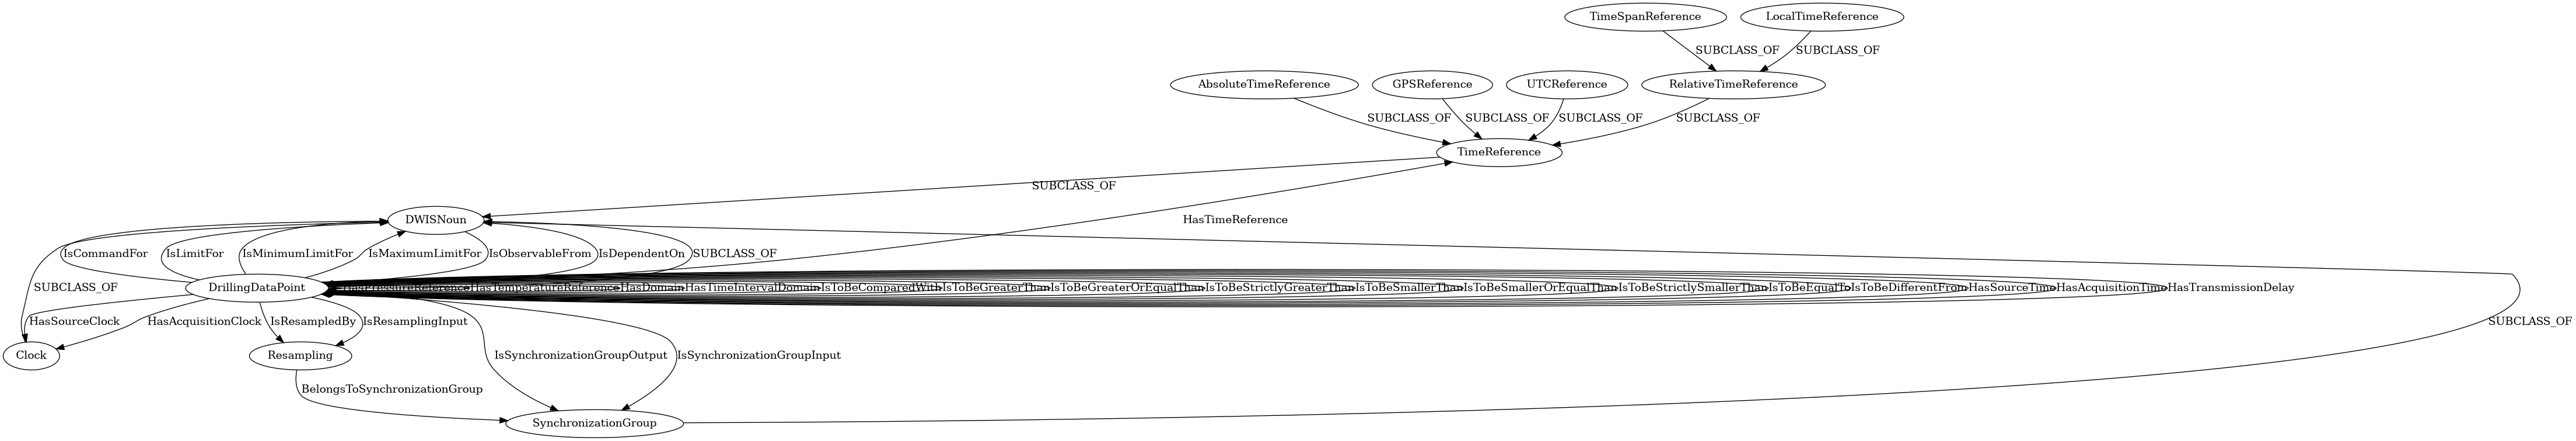 TimeSpanReference
LocalTimeReference
SUBCLASS_OF
SUBCLASS_OF
AbsoluteTimeReference
GPSReference
UTCReference
RelativeTimeReference
SUBCLASS_OF
SUBCLASS_OF
SUBCLASS_OF
SUBCLASS_OF
TimeReference
SUBCLASS_OF
DWISNoun
HasTimeReference
IsCommandFor
IsLimitFor
IsMinimumLimitFor
IsMaximumLimitFor
IsObservableFrom
IsDependentOn
SUBCLASS_OF
SUBCLASS_OF
DrillingDataPoint
HasPressureReference
HasTemperatureReference
HasDomain
HasTimeIntervalDomain
IsToBeComparedWith
IsToBeGreaterThan
IsToBeGreaterOrEqualThan
IsToBeStrictlyGreaterThan
IsToBeSmallerThan
IsToBeSmallerOrEqualThan
IsToBeStrictlySmallerThan
IsToBeEqualTo
IsToBeDifferentFrom
HasSourceTime
HasAcquisitionTime
HasTransmissionDelay
HasSourceClock
HasAcquisitionClock
IsResampledBy
IsResamplingInput
SUBCLASS_OF
Clock
Resampling
IsSynchronizationGroupOutput
IsSynchronizationGroupInput
BelongsToSynchronizationGroup
SynchronizationGroup